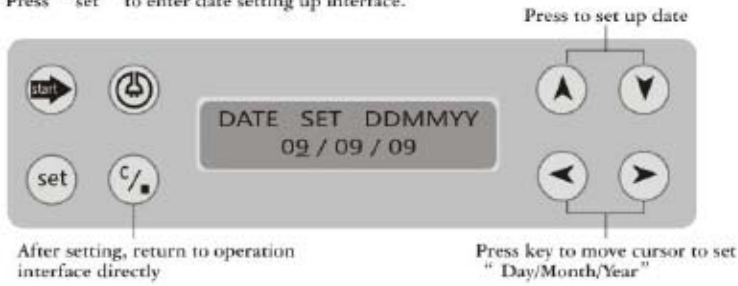 Press " set " to enter date setting up interface.
Press to set up date
start
DATE SET DDMMYY
09 / 09 / 09
set
C/■
After setting, return to operation
interface directly
Press key to move cursor to set
" Day/Month/Year"